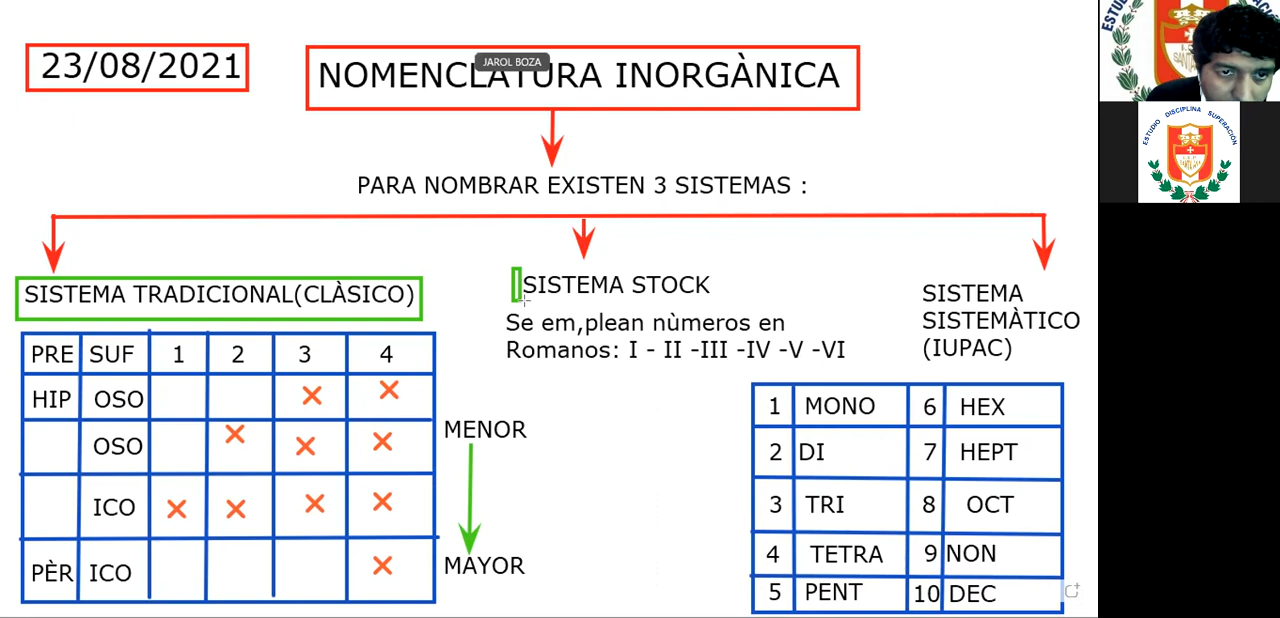 23/08/2021
NOMENCLATURA INORGÀNICA
JAROL BOZA
PARA NOMBRAR EXISTEN 3 SISTEMAS :
SISTEMA TRADICIONAL(CLÀSICO)
PRE SUF 1 2 3 4
HIP OSO × ×
OSO × × ×
ICO × × × ×
PÈR ICO ×
MENOR
MAYOR
SISTEMA STOCK
Se em,plean nùmeros en
Romanos: I - II -III -IV -V -VI
SISTEMA
SISTEMÀTICO
(IUPAC)
1 MONO 6 HEX
2 DI 7 HEPT
3 TRI 8 OCT
4 TETRA 9 NON
5 PENT 10 DEC
ESTUDIO DISCIPLINA SUPERACIÓN